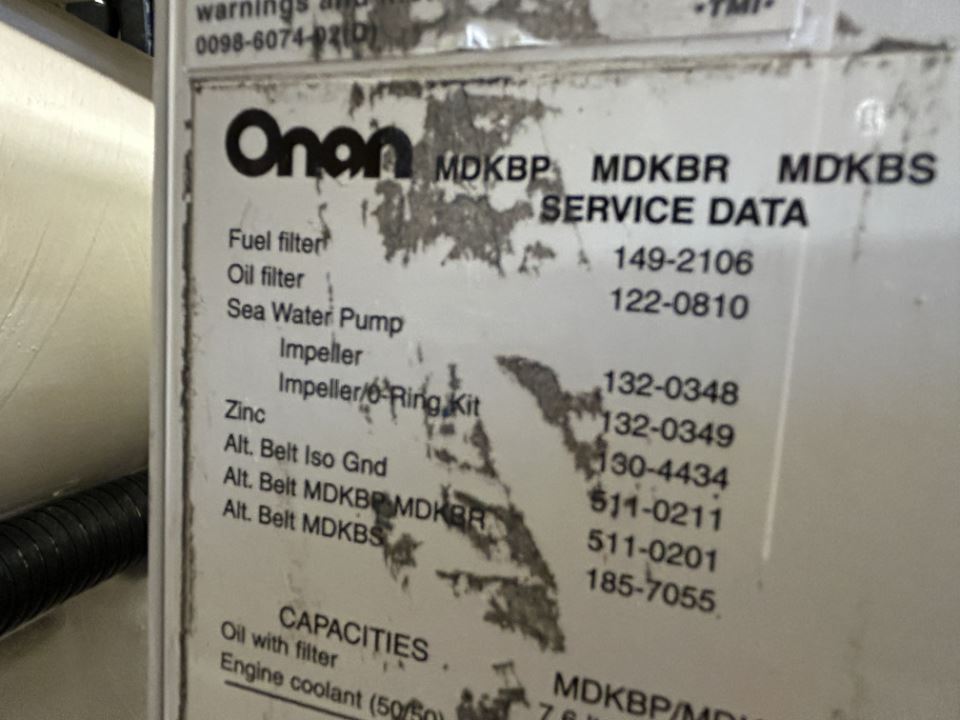 warnings and
•TMI•
0098-6074-02(D)
Onan MDKBP MDKBR MDKBS
SERVICE DATA
Fuel filter 149-2106
Oil filter 122-0810
Sea Water Pump
Impeller 132-0348
Impeller/O-Ring Kit 132-0349
Zinc 130-4434
Alt. Belt Iso Gnd 511-0211
Alt. Belt MDKBP MDKBR 511-0201
Alt. Belt MDKBS 185-7055
CAPACITIES
Oil with filter MDKBP/
Engine coolant (50/50) 7.6